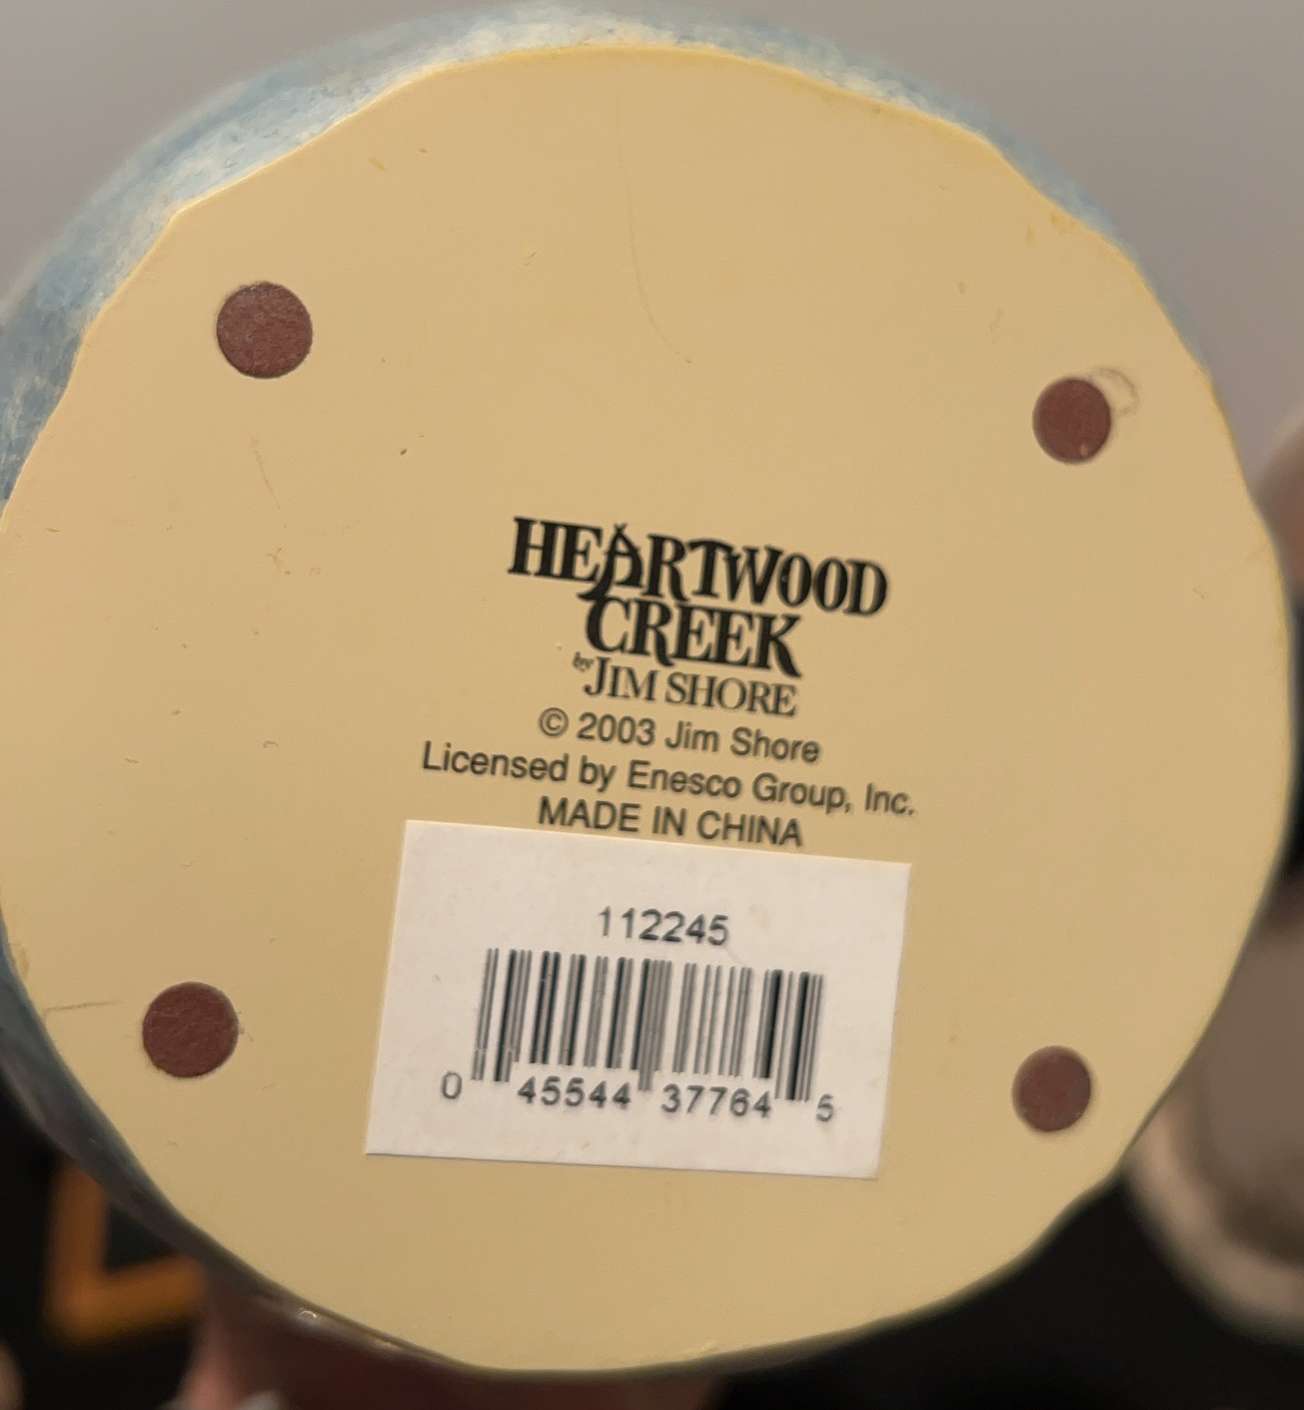 HEARTWOOD
CREEK
by JIM SHORE
© 2003 Jim Shore
Licensed by Enesco Group, Inc.
MADE IN CHINA
112245
0 45544 37764 5